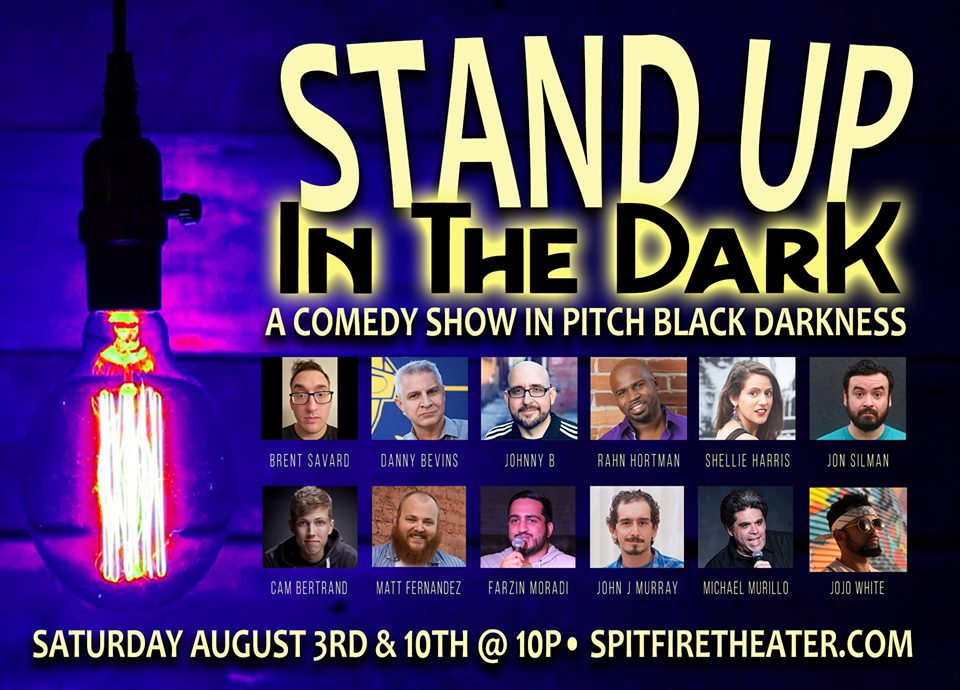 STAND UP
IN THE DARK
A COMEDY SHOW IN PITCH BLACK DARKNESS
BRENT SAVARD DANNY BEVINS JOHNNY B RAHN HORTMAN SHELLIE HARRIS JON SILMAN
CAM BERTRAND MATT FERNANDEZ FARZIN MORADI JOHN J MURRAY MICHAEL MURILLO JOJO WHITE
SATURDAY AUGUST 3RD & 10TH @ 10P • SPITFIRETHEATER.COM